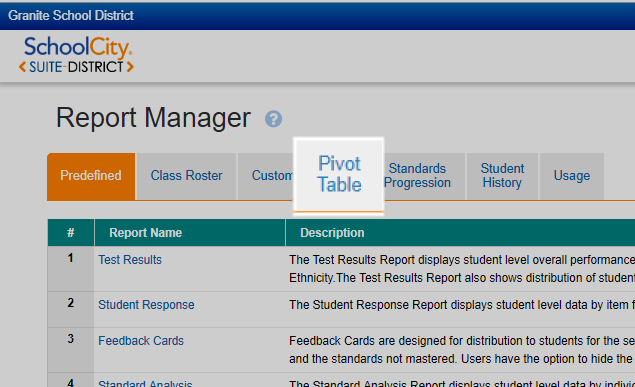 Granite School District
SchoolCity
SUITE-DISTRICT
Report Manager ?
Predefined
Class Roster
Custom
Pivot
Table
Standards
Progression
Student
History
Usage
# Report Name Description
1 Test Results The Test Results Report displays student level overall performance
Ethnicity.The Test Results Report also shows distribution of studen
2 Student Response The Student Response Report displays student level data by item
3 Feedback Cards Feedback Cards are designed for distribution to students for the se
and the standards not mastered. Users have the option to hide the
4 Standard Analysis The Standard Analysis Report displays student level data by indivi